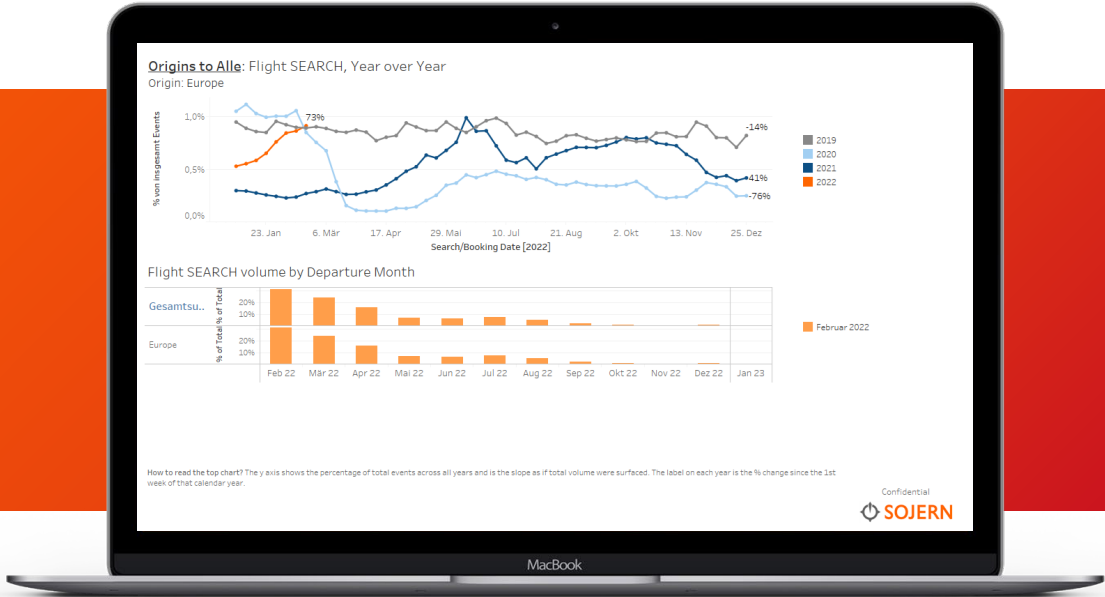 Origins to Alle: Flight SEARCH, Year over Year
Origin: Europe
% von insgesamt Events
1,0%
0,5%
0,0%
73%
-14%
41%
-76%
2019
2020
2021
2022
23. Jan 6. Mär 17. Apr 29. Mai 10. Jul 21. Aug 2. Okt 13. Nov 25. Dez
Search/Booking Date [2022]
Flight SEARCH volume by Departure Month
Gesamtsu..
% of Total
20%
10%
Europe
% of Total
20%
10%
Februar 2022
Feb 22 Mär 22 Apr 22 Mai 22 Jun 22 Jul 22 Aug 22 Sep 22 Okt 22 Nov 22 Dez 22 Jan 23
How to read the top chart? The y axis shows the percentage of total events across all years and is the slope as if total volume were surfaced. The label on each year is the % change since the 1st
week of that calendar year.
Confidential
SOJERN
MacBook